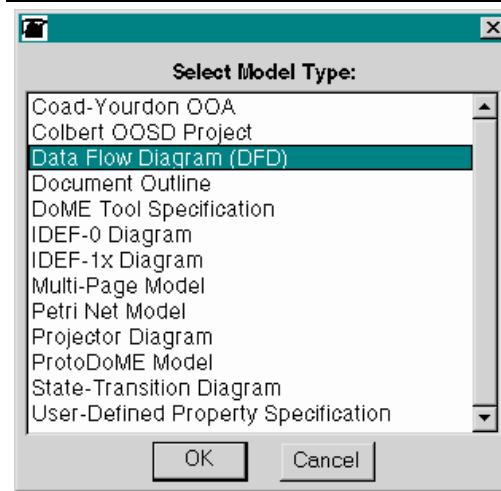 Select Model Type:
Coad-Yourdon OOA
Colbert OOSD Project
Data Flow Diagram (DFD)
Document Outline
DoME Tool Specification
IDEF-0 Diagram
IDEF-1x Diagram
Multi-Page Model
Petri Net Model
Projector Diagram
ProtoDoME Model
State-Transition Diagram
User-Defined Property Specification
OK Cancel